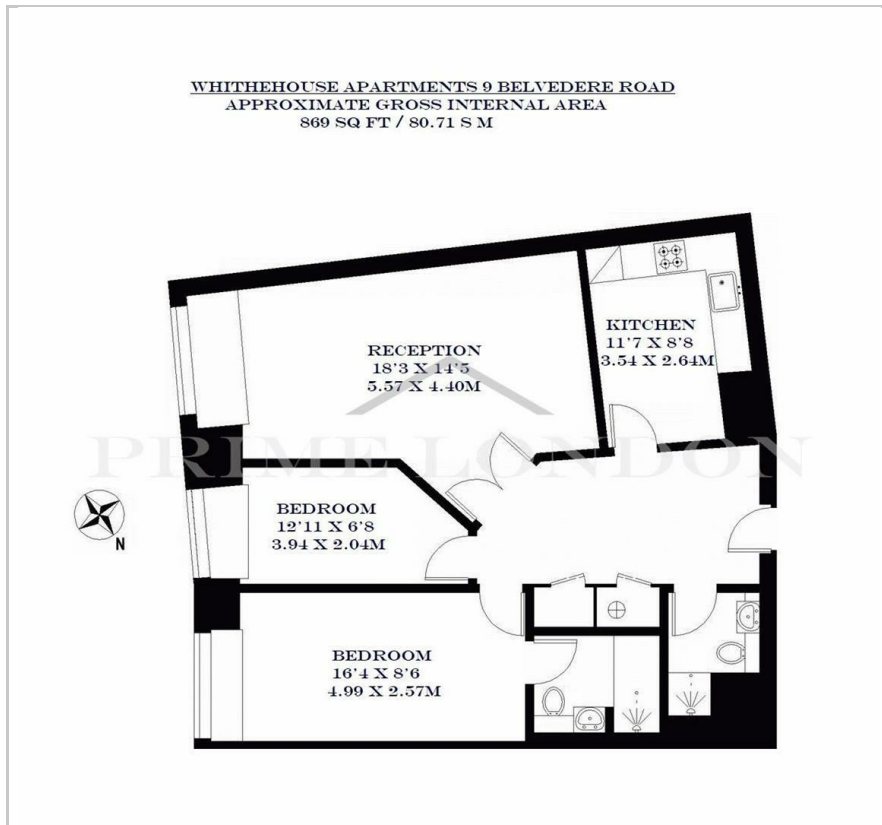 WHITHEHOUSE APARTMENTS 9 BELVEDERE ROAD
APPROXIMATE GROSS INTERNAL AREA
869 SQ FT / 80.71 S M
RECEPTION
18'3 X 14'5
5.57 X 4.40M
KITCHEN
11'7 X 8'8
3.54 X 2.64M
PRIME LONDON
BEDROOM
12'11 X 6'8
3.94 X 2.04M
N
BEDROOM
16'4 X 8'6
4.99 X 2.57M